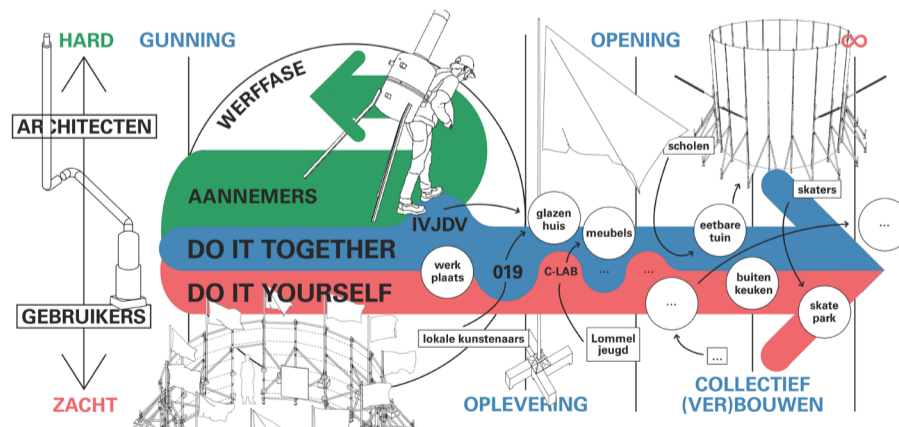 HARD
GUNNING
OPENING
∞
WERFFASE
ARCHITECTEN
scholen
AANNEMERS
skaters
IVJDV
glazen
huis
meubels
eetbare
tuin
...
DO IT TOGETHER
werk
plaats
019
C-LAB
...
...
DO IT YOURSELF
buiten
keuken
...
skate
park
GEBRUIKERS
lokale kunstenaars
Lommel
jeugd
...
ZACHT
OPLEVERING
COLLECTIEF
(VER)BOUWEN